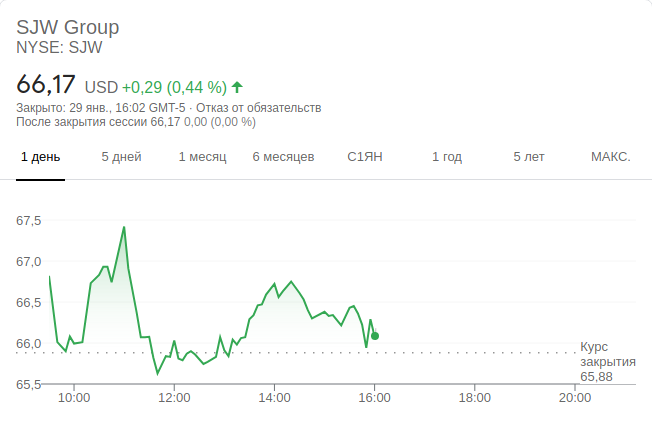 SJW Group
NYSE: SJW
66,17 USD +0,29 (0,44 %)
Закрыто: 29 янв., 16:02 GMT-5 · Отказ от обязательств
После закрытия сессии 66,17 0,00 (0,00 %)
1 день 5 дней 1 месяц 6 месяцев С1ЯН 1 год 5 лет МАКС.
67,5
67,0
66,5
66,0
65,5
Курс
закрытия
65,88
10:00 12:00 14:00 16:00 18:00 20:00